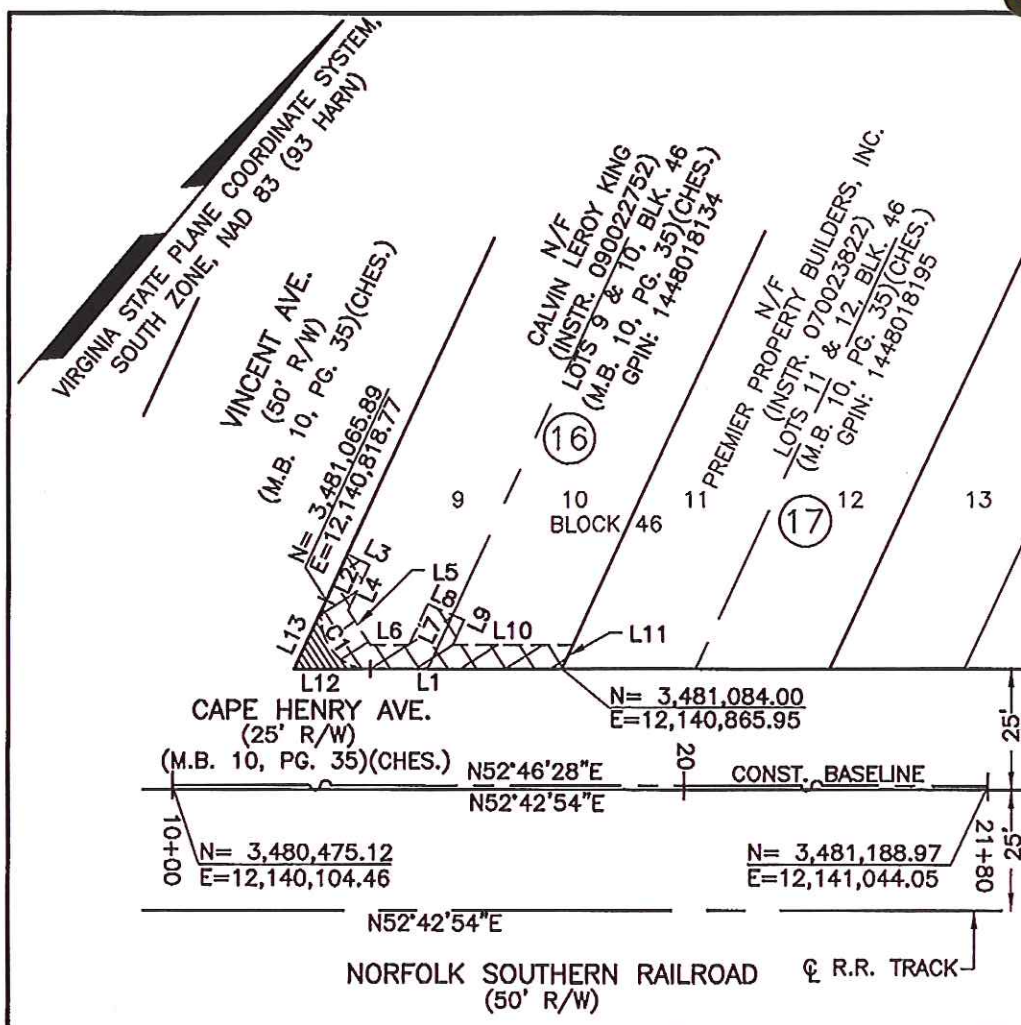 VIRGINIA STATE PLANE COORDINATE SYSTEM,
SOUTH ZONE, NAD 83 (93 HARN)
VINCENT AVE.
(50' R/W)
(M.B. 10, PG. 35)(CHES.)
N= 3,481,065.89
E=12,140,818.77
N/F
CALVIN LEROY KING
(INSTR. 090022752)
LOTS 9 & 10, BLK. 46
(M.B. 10, PG. 35)(CHES.)
GPIN: 1448018134
16
N/F
PREMIER PROPERTY BUILDERS, INC.
(INSTR. 070023822)
LOTS 11 & 12, BLK. 46
(M.B. 10, PG. 35)(CHES.)
GPIN: 1448018195
17
9
10
11
12
13
BLOCK 46
L2
L3
L4
L5
L6
L7
L8
L9
L10
L11
L13
C1
L12
L1
N= 3,481,084.00
E=12,140,865.95
CAPE HENRY AVE.
(25' R/W)
(M.B. 10, PG. 35)(CHES.)
25'
N52°46'28"E
20
CONST. BASELINE
N52°42'54"E
10+00
N= 3,480,475.12
E=12,140,104.46
N= 3,481,188.97
E=12,141,044.05
21+80
25'
N52°42'54"E
NORFOLK SOUTHERN RAILROAD
(50' R/W)
℄ R.R. TRACK